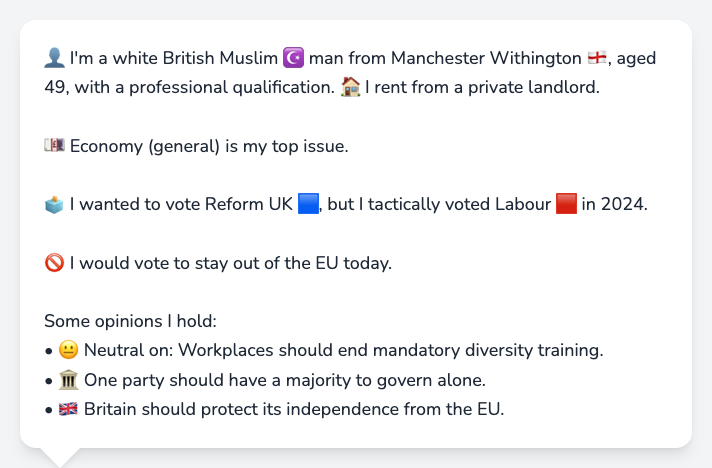 👤 I'm a white British Muslim ☪️ man from Manchester Withington 🏴󠁧󠁢󠁥󠁮󠁧󠁿, aged
49, with a professional qualification. 🏠 I rent from a private landlord.
💷 Economy (general) is my top issue.
🗳️ I wanted to vote Reform UK 🟦, but I tactically voted Labour 🟥 in 2024.
🚫 I would vote to stay out of the EU today.
Some opinions I hold:
• 😐 Neutral on: Workplaces should end mandatory diversity training.
• 🏛️ One party should have a majority to govern alone.
• 🇬🇧 Britain should protect its independence from the EU.